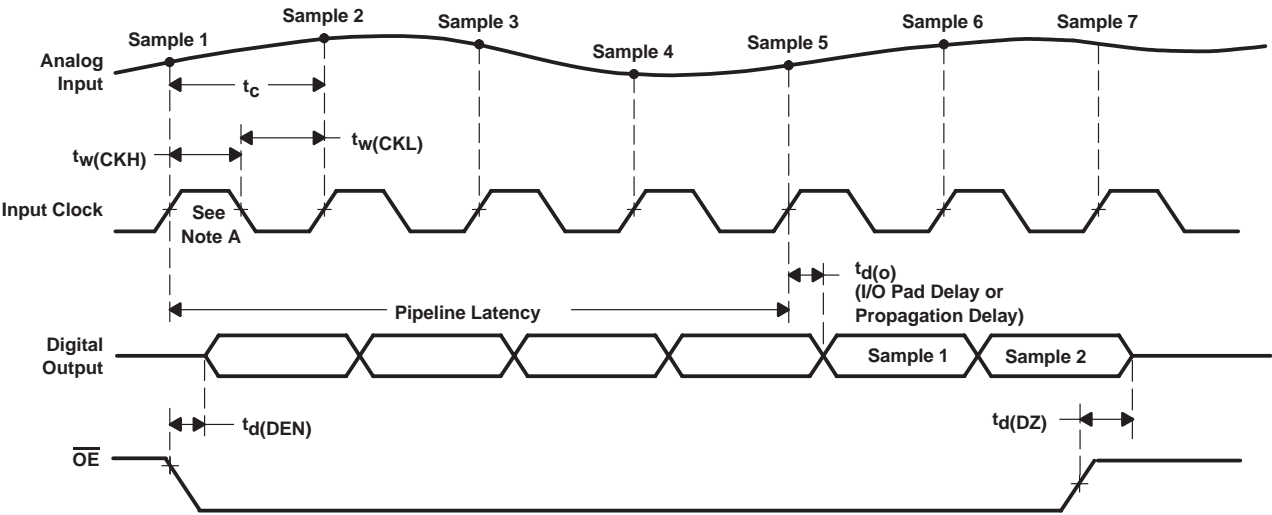 Sample 1
Sample 2
Sample 3
Sample 4
Sample 5
Sample 6
Sample 7
Analog
Input
tc
tw(CKH)
tw(CKL)
Input Clock
See
Note A
td(o)
(I/O Pad Delay or
Propagation Delay)
Pipeline Latency
Digital
Output
Sample 1
Sample 2
td(DEN)
td(DZ)
OE